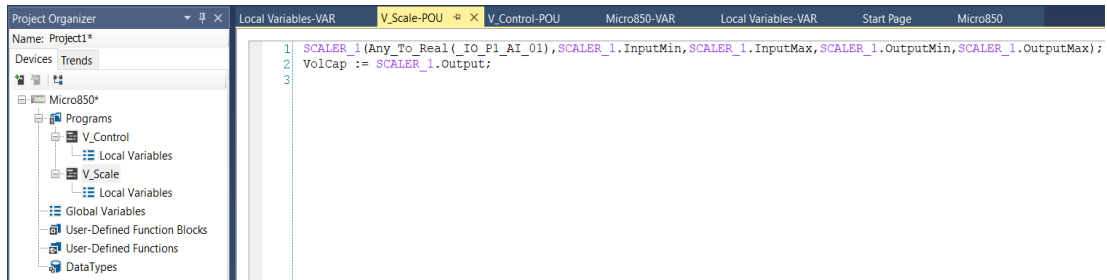 Project Organizer
Name: Project1*
Devices Trends
Micro850*
Programs
V_Control
Local Variables
V_Scale
Local Variables
Global Variables
User-Defined Function Blocks
User-Defined Functions
DataTypes
Local Variables-VAR V_Scale-POU V_Control-POU Micro850-VAR Local Variables-VAR Start Page Micro850
1 SCALER_1(Any_To_Real(_IO_P1_AI_01),SCALER_1.InputMin,SCALER_1.InputMax,SCALER_1.OutputMin,SCALER_1.OutputMax);
2 VolCap := SCALER_1.Output;
3